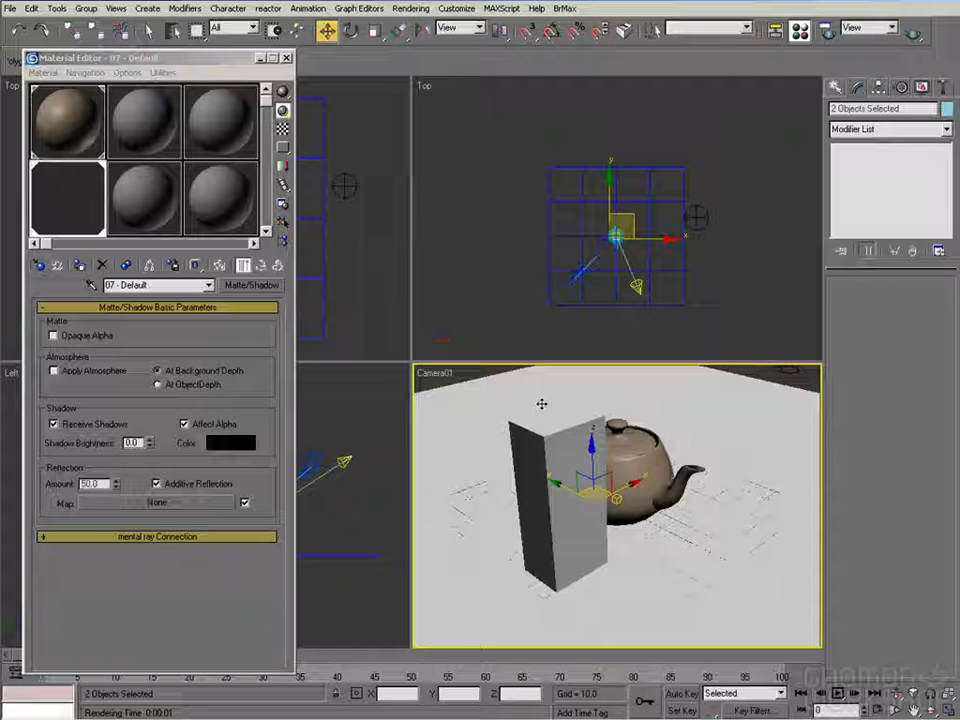 File Edit Tools Group Views Create Modifiers Character reactor Animation Graph Editors Rendering Customize MAXScript Help BrMax
All View View
Material Editor - 07 - Default
Material Navigation Options Utilities
Top
Top
2 Objects Selected
Modifier List
y
x
07 - Default Matte/Shadow
- Matte/Shadow Basic Parameters
Matte
Opaque Alpha
Atmosphere
Apply Atmosphere At Background Depth
At ObjectDepth
Shadow
Receive Shadows Affect Alpha
Shadow Brightness: 0.0 Color:
Reflection
Amount: 50.0 Additive Reflection
Map: None
+ mental ray Connection
Left
Camera01
z
5 10 15 20 25 30 35 40 45 50 55 60 65 70 75 80 85 90 95 100
2 Objects Selected X: Y: Z: Grid = 10.0 Auto Key Selected
Rendering Time 0:00:01 Add Time Tag Set Key Key Filters... 0